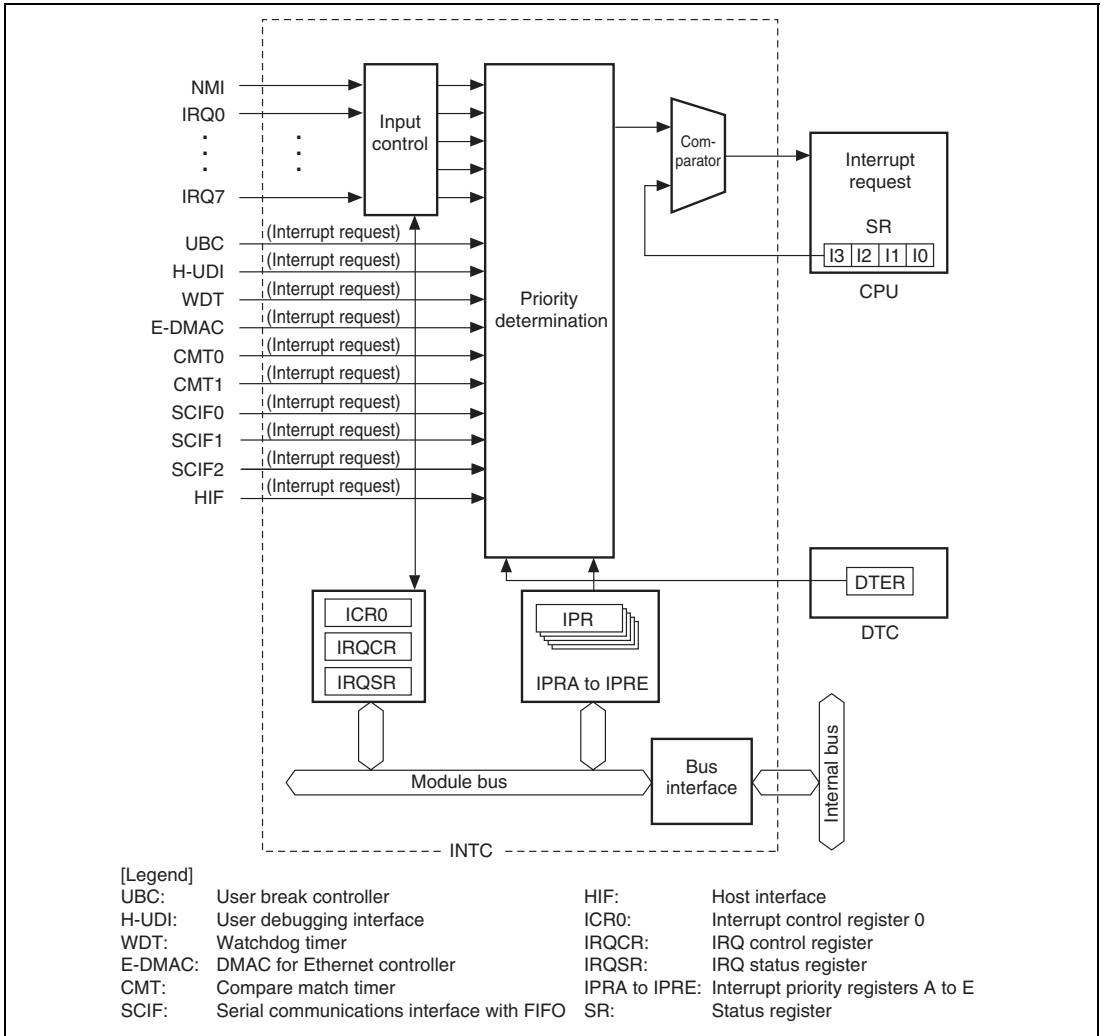 NMI
IRQ0
IRQ7
Input
control
UBC (Interrupt request)
H-UDI (Interrupt request)
WDT (Interrupt request)
E-DMAC (Interrupt request)
CMT0 (Interrupt request)
CMT1 (Interrupt request)
SCIF0 (Interrupt request)
SCIF1 (Interrupt request)
SCIF2 (Interrupt request)
HIF (Interrupt request)
Priority
determination
Com-
parator
Interrupt
request
SR
I3 I2 I1 I0
CPU
DTER
DTC
ICR0
IRQCR
IRQSR
IPR
IPRA to IPRE
Module bus
Bus
interface
Internal bus
INTC
[Legend]
UBC: User break controller
H-UDI: User debugging interface
WDT: Watchdog timer
E-DMAC: DMAC for Ethernet controller
CMT: Compare match timer
SCIF: Serial communications interface with FIFO
HIF: Host interface
ICR0: Interrupt control register 0
IRQCR: IRQ control register
IRQSR: IRQ status register
IPRA to IPRE: Interrupt priority registers A to E
SR: Status register